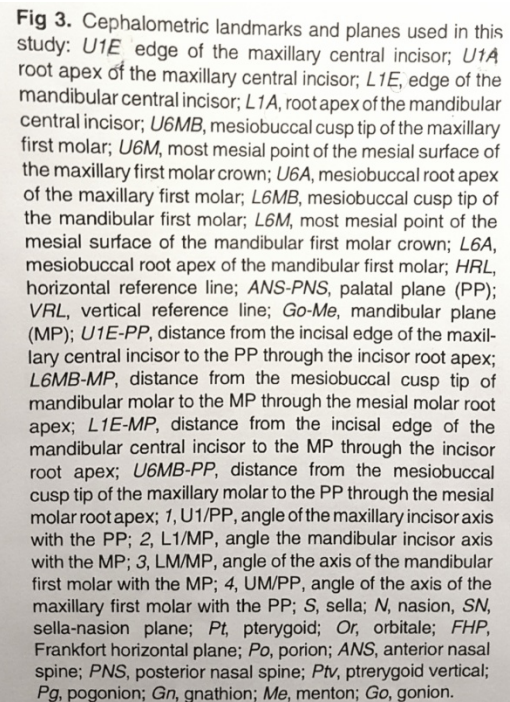 Fig 3. Cephalometric landmarks and planes used in this
study: U1E edge of the maxillary central incisor; U1A
root apex of the maxillary central incisor; L1E, edge of the
mandibular central incisor; L1A, root apex of the mandibular
central incisor; U6MB, mesiobuccal cusp tip of the maxillary
first molar; U6M, most mesial point of the mesial surface of
the maxillary first molar crown; U6A, mesiobuccal root apex
of the maxillary first molar; L6MB, mesiobuccal cusp tip of
the mandibular first molar; L6M, most mesial point of the
mesial surface of the mandibular first molar crown; L6A,
mesiobuccal root apex of the mandibular first molar; HRL,
horizontal reference line; ANS-PNS, palatal plane (PP);
VRL, vertical reference line; Go-Me, mandibular plane
(MP); U1E-PP, distance from the incisal edge of the maxil-
lary central incisor to the PP through the incisor root apex;
L6MB-MP, distance from the mesiobuccal cusp tip of
mandibular molar to the MP through the mesial molar root
apex; L1E-MP, distance from the incisal edge of the
mandibular central incisor to the MP through the incisor
root apex; U6MB-PP, distance from the mesiobuccal
cusp tip of the maxillary molar to the PP through the mesial
molar root apex; 1, U1/PP, angle of the maxillary incisor axis
with the PP; 2, L1/MP, angle the mandibular incisor axis
with the MP; 3, LM/MP, angle of the axis of the mandibular
first molar with the MP; 4, UM/PP, angle of the axis of the
maxillary first molar with the PP; S, sella; N, nasion, SN,
sella-nasion plane; Pt, pterygoid; Or, orbitale; FHP,
Frankfort horizontal plane; Po, porion; ANS, anterior nasal
spine; PNS, posterior nasal spine; Ptv, ptrerygoid vertical;
Pg, pogonion; Gn, gnathion; Me, menton; Go, gonion.